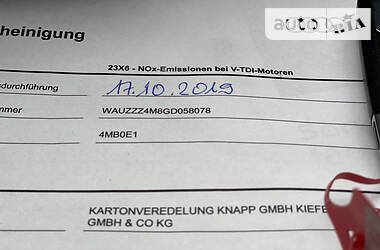 heinigung
23X6 - NOx-Emissionen bei V-TDI-Motoren
sdurchführung
17.10.2019
mmer
WAUZZZ4M8GD058078
4MB0E1
KARTONVEREDELUNG KNAPP GMBH KIEFE
GMBH & CO KG